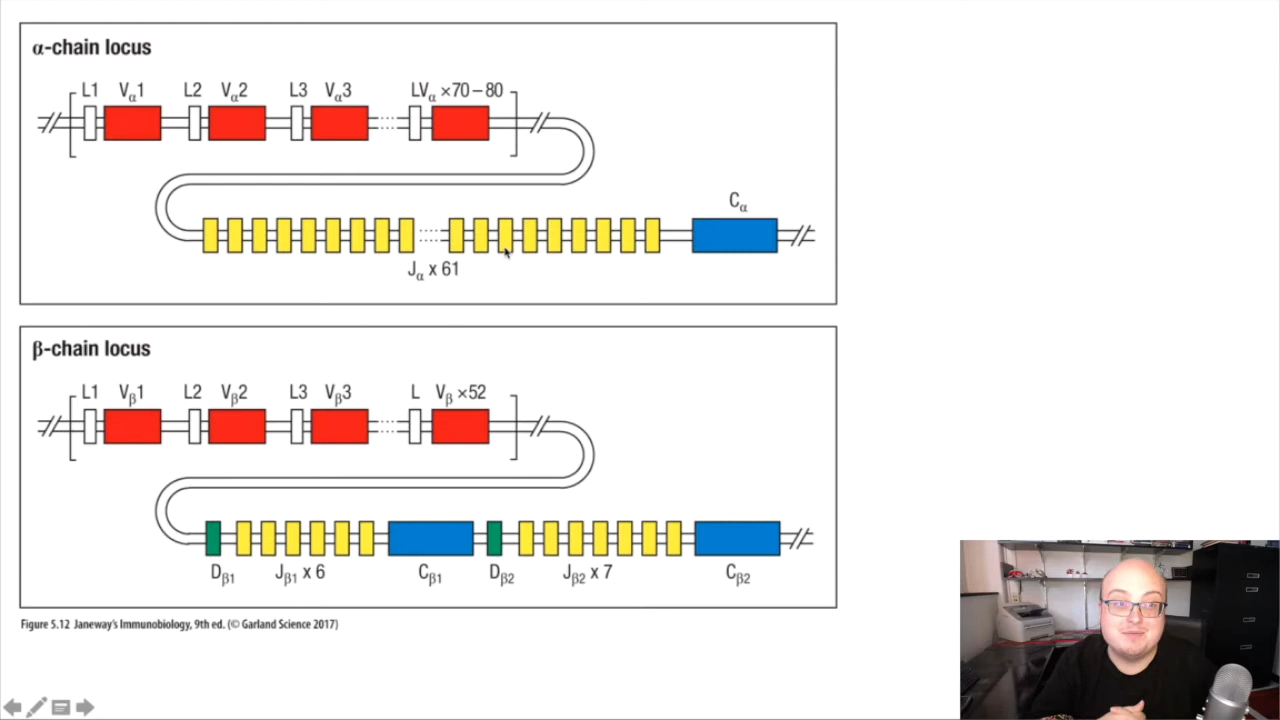 α-chain locus
L1 Vα1 L2 Vα2 L3 Vα3 LVα ×70–80
Cα
Jα x 61
β-chain locus
L1 Vβ1 L2 Vβ2 L3 Vβ3 L Vβ ×52
Dβ1 Jβ1 x 6 Cβ1 Dβ2 Jβ2 x 7 Cβ2
Figure 5.12 Janeway's Immunobiology, 9th ed. (© Garland Science 2017)